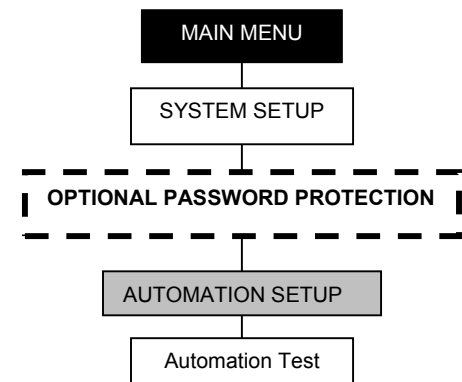 MAIN MENU
SYSTEM SETUP
OPTIONAL PASSWORD PROTECTION
AUTOMATION SETUP
Automation Test